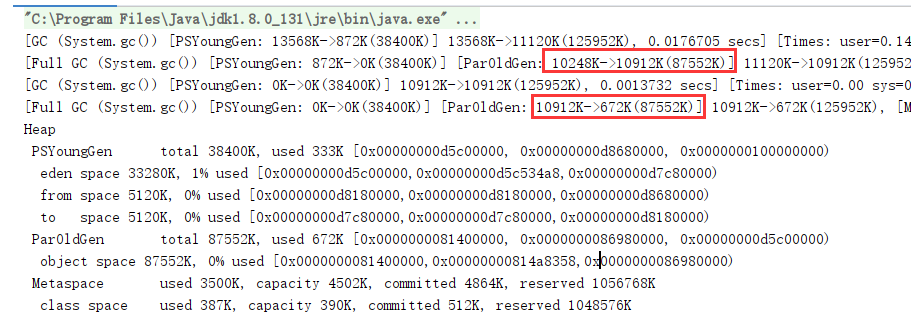 "C:\Program Files\Java\jdk1.8.0_131\jre\bin\java.exe" ...
[GC (System.gc()) [PSYoungGen: 13568K->872K(38400K)] 13568K->11120K(125952K), 0.0176705 secs] [Times: user=0.14
[Full GC (System.gc()) [PSYoungGen: 872K->0K(38400K)] [ParOldGen: 10248K->10912K(87552K)] 11120K->10912K(125952
[GC (System.gc()) [PSYoungGen: 0K->0K(38400K)] 10912K->10912K(125952K), 0.0013732 secs] [Times: user=0.00 sys=0
[Full GC (System.gc()) [PSYoungGen: 0K->0K(38400K)] [ParOldGen: 10912K->672K(87552K)] 10912K->672K(125952K), [M
Heap
PSYoungGen total 38400K, used 333K [0x00000000d5c00000, 0x00000000d8680000, 0x0000000100000000)
eden space 33280K, 1% used [0x00000000d5c00000,0x00000000d5c534a8,0x00000000d7c80000)
from space 5120K, 0% used [0x00000000d8180000,0x00000000d8180000,0x00000000d8680000)
to space 5120K, 0% used [0x00000000d7c80000,0x00000000d7c80000,0x00000000d8180000)
ParOldGen total 87552K, used 672K [0x0000000081400000, 0x0000000086980000, 0x00000000d5c00000)
object space 87552K, 0% used [0x0000000081400000,0x00000000814a8358,0x0000000086980000)
Metaspace used 3500K, capacity 4502K, committed 4864K, reserved 1056768K
class space used 387K, capacity 390K, committed 512K, reserved 1048576K